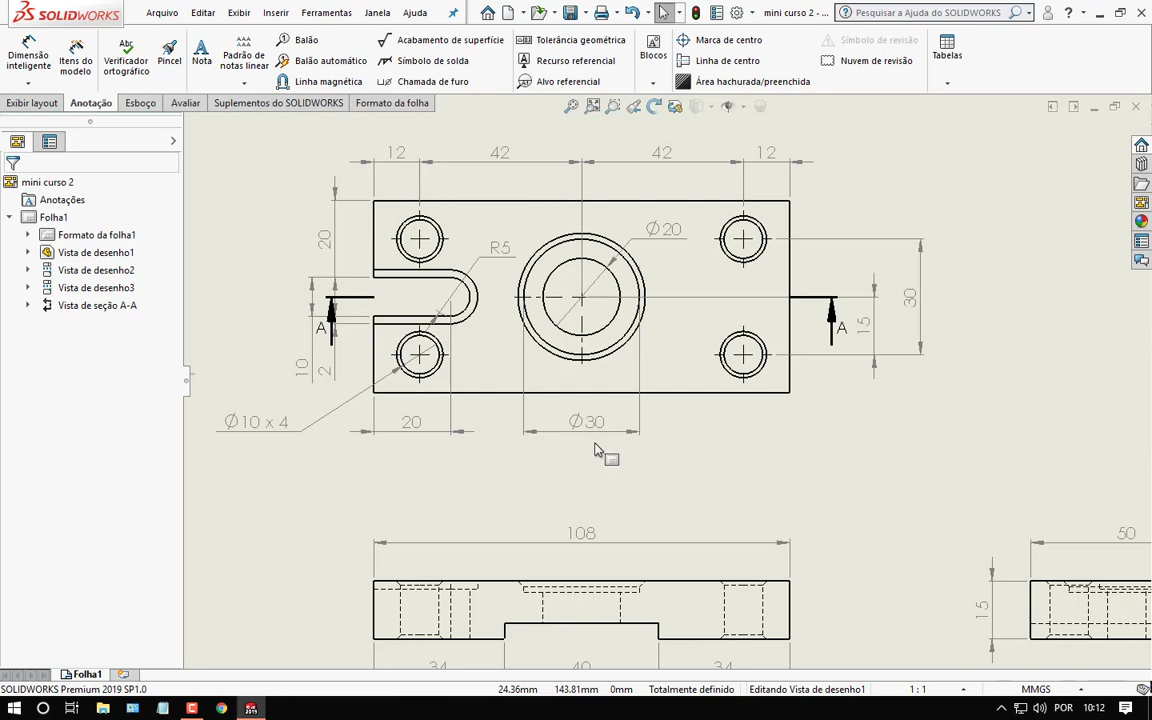 SOLIDWORKS
Arquivo Editar Exibir Inserir Ferramentas Janela Ajuda
mini curso 2 - ...
Pesquisar a Ajuda do SOLIDWORKS
Dimensão inteligente
Itens do modelo
Verificador ortográfico
Pincel
Nota
Padrão de notas linear
Balão
Balão automático
Linha magnética
Acabamento de superfície
Símbolo de solda
Chamada de furo
Tolerância geométrica
Recurso referencial
Alvo referencial
Blocos
Marca de centro
Linha de centro
Área hachurada/preenchida
Símbolo de revisão
Nuvem de revisão
Tabelas
Exibir layout Anotação Esboço Avaliar Suplementos do SOLIDWORKS Formato da folha
mini curso 2
Anotações
Folha1
Formato da folha1
Vista de desenho1
Vista de desenho2
Vista de desenho3
Vista de seção A-A
12 42 42 12
20
R5
Ø20
30
15
A A
10
2
Ø10 x 4
20
Ø30
108
50
15
34 40 34
Folha1
SOLIDWORKS Premium 2019 SP1.0
24.36mm 143.81mm 0mm Totalmente definido Editando Vista de desenho1 1 : 1 MMGS
POR 10:12